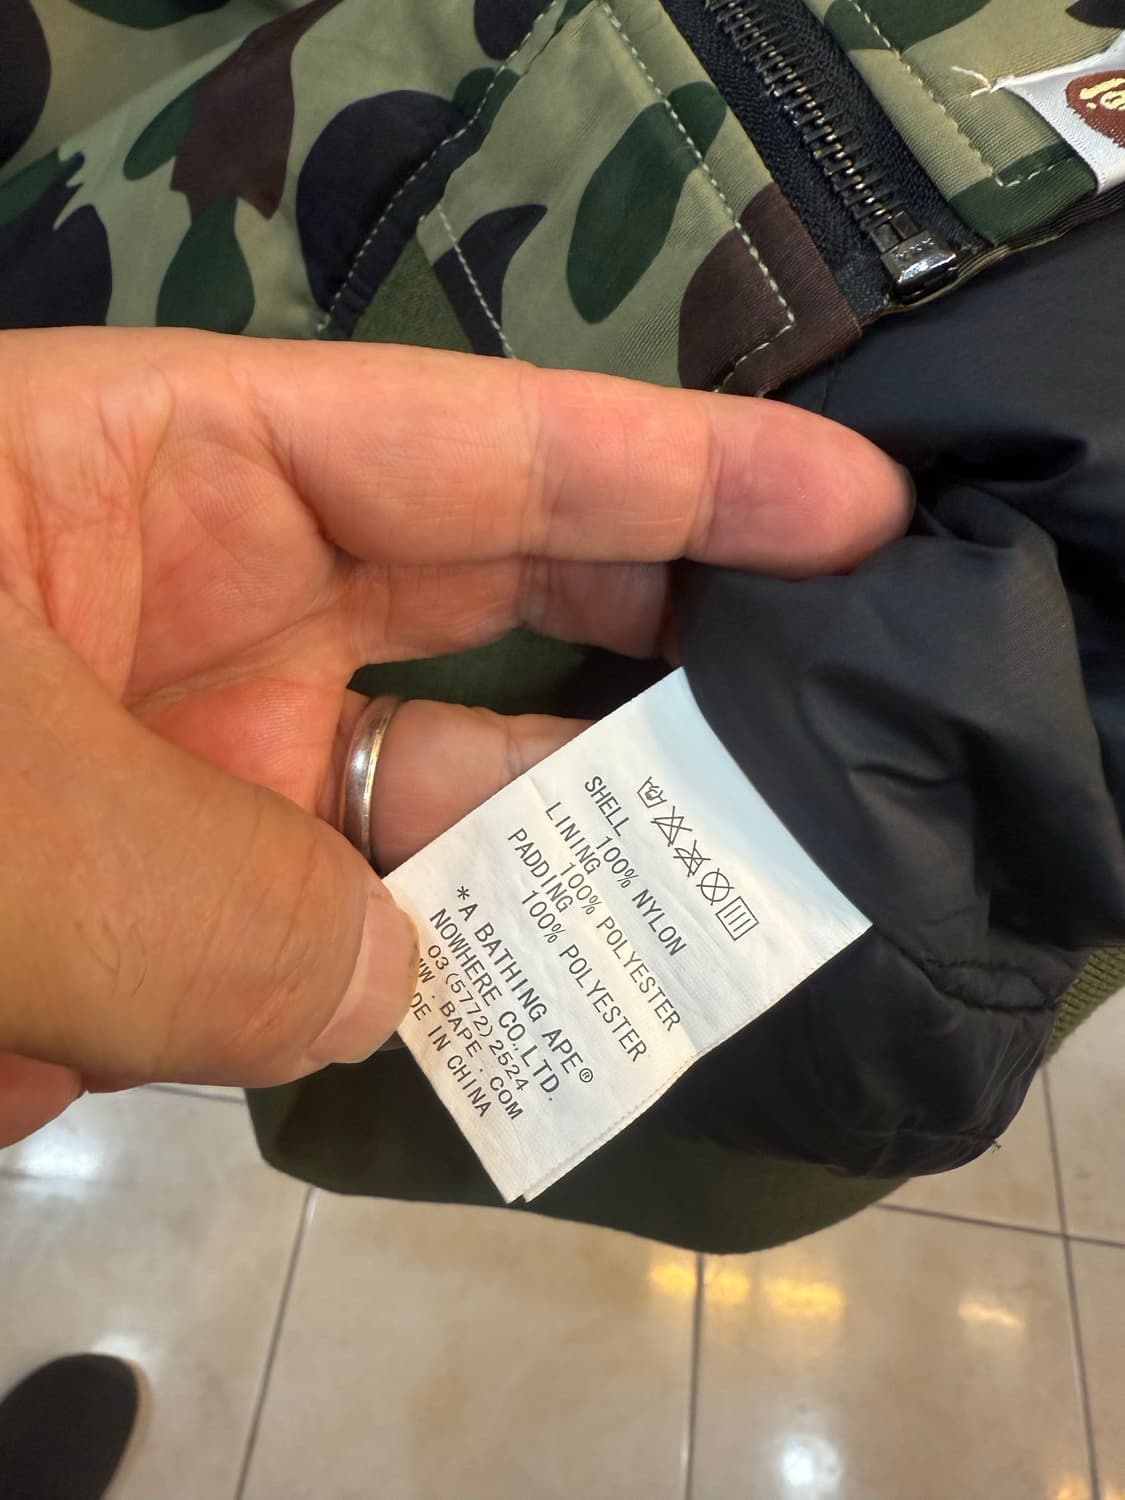 SHELL
100% NYLON
LINING
100% POLYESTER
PADDING
100% POLYESTER
*A BATHING APE®
NOWHERE CO.,LTD.
03(5772)2524
.BAPE.COM
IN CHINA
YKK